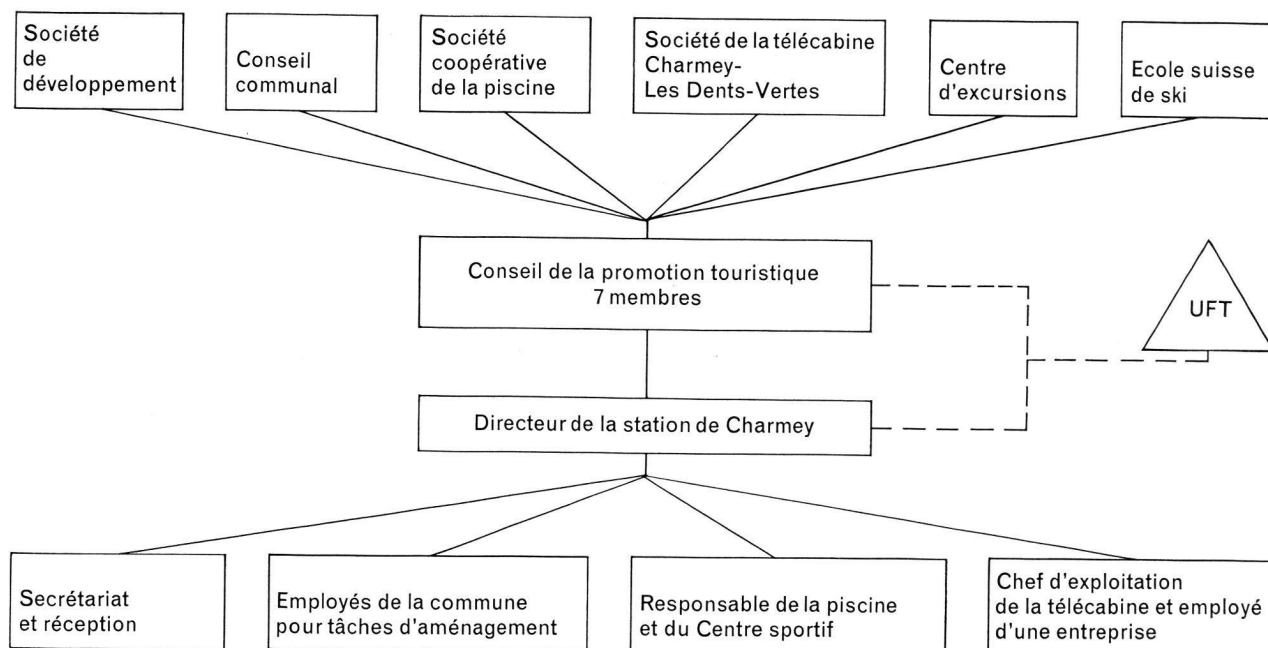 Société
de
développement
Conseil
communal
Société
coopérative
de la piscine
Société de la télécabine
Charmey-
Les Dents-Vertes
Centre
d'excursions
Ecole suisse
de ski
Conseil de la promotion touristique
7 membres
UFT
Directeur de la station de Charmey
Secrétariat
et réception
Employés de la commune
pour tâches d'aménagement
Responsable de la piscine
et du Centre sportif
Chef d'exploitation
de la télécabine et employé
d'une entreprise